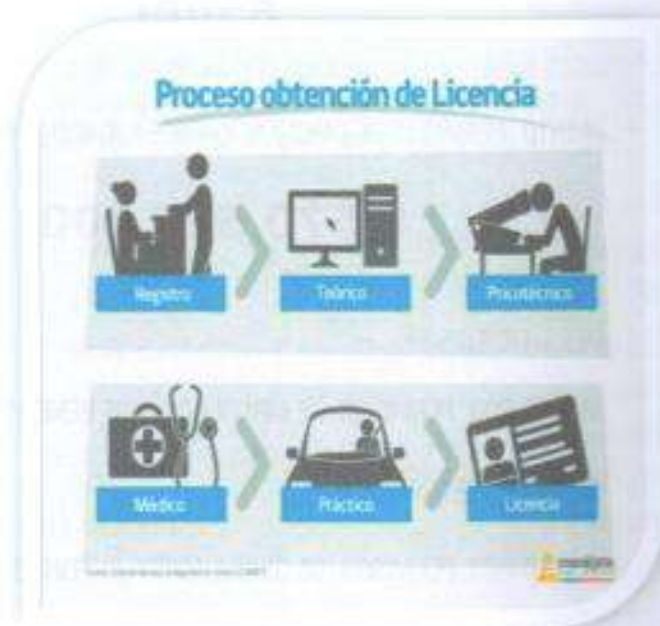 Proceso obtención de Licencia
Registro
Teórico
Psicotécnico
Médico
Práctico
Licencia